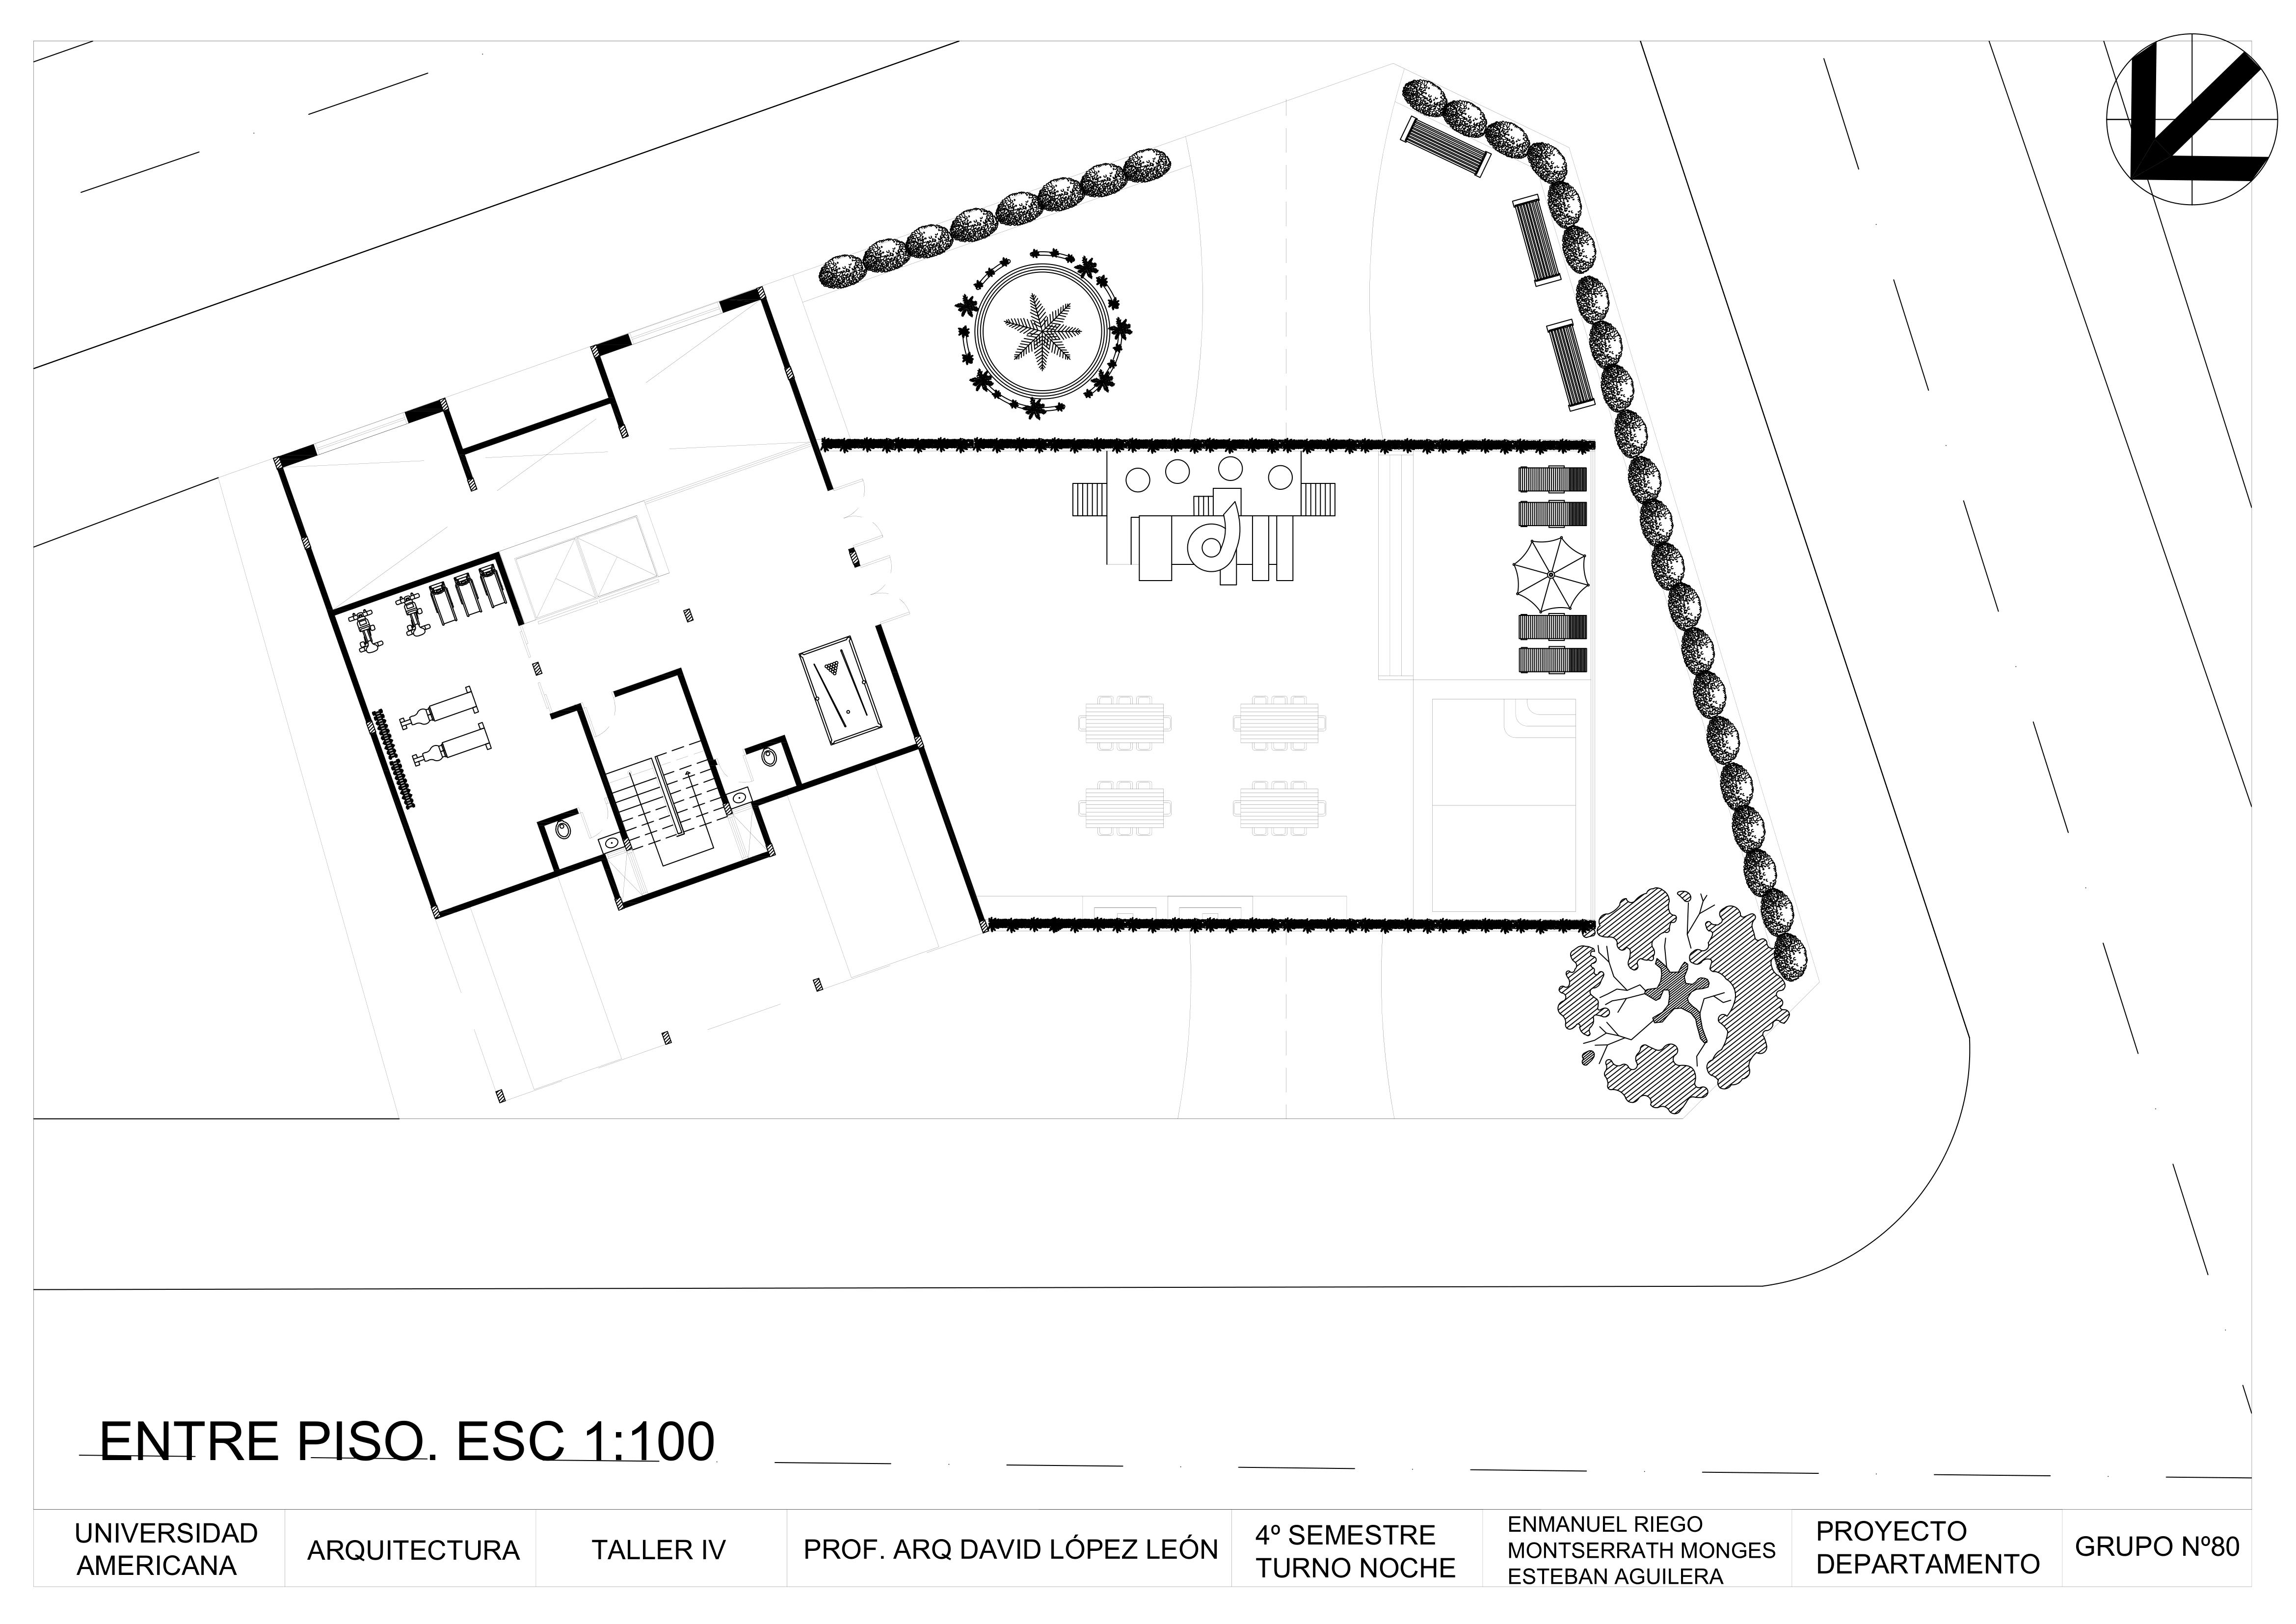 ENTRE PISO. ESC 1:100
UNIVERSIDAD
AMERICANA
ARQUITECTURA
TALLER IV
PROF. ARQ DAVID LÓPEZ LEÓN
4º SEMESTRE
TURNO NOCHE
ENMANUEL RIEGO
MONTSERRATH MONGES
ESTEBAN AGUILERA
PROYECTO
DEPARTAMENTO
GRUPO Nº80